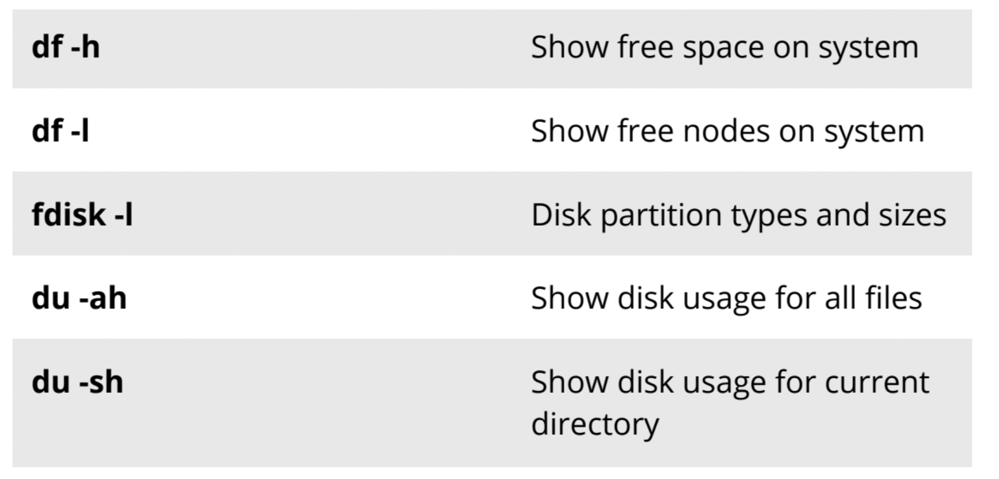 df -h Show free space on system
df -l Show free nodes on system
fdisk -l Disk partition types and sizes
du -ah Show disk usage for all files
du -sh Show disk usage for current
directory